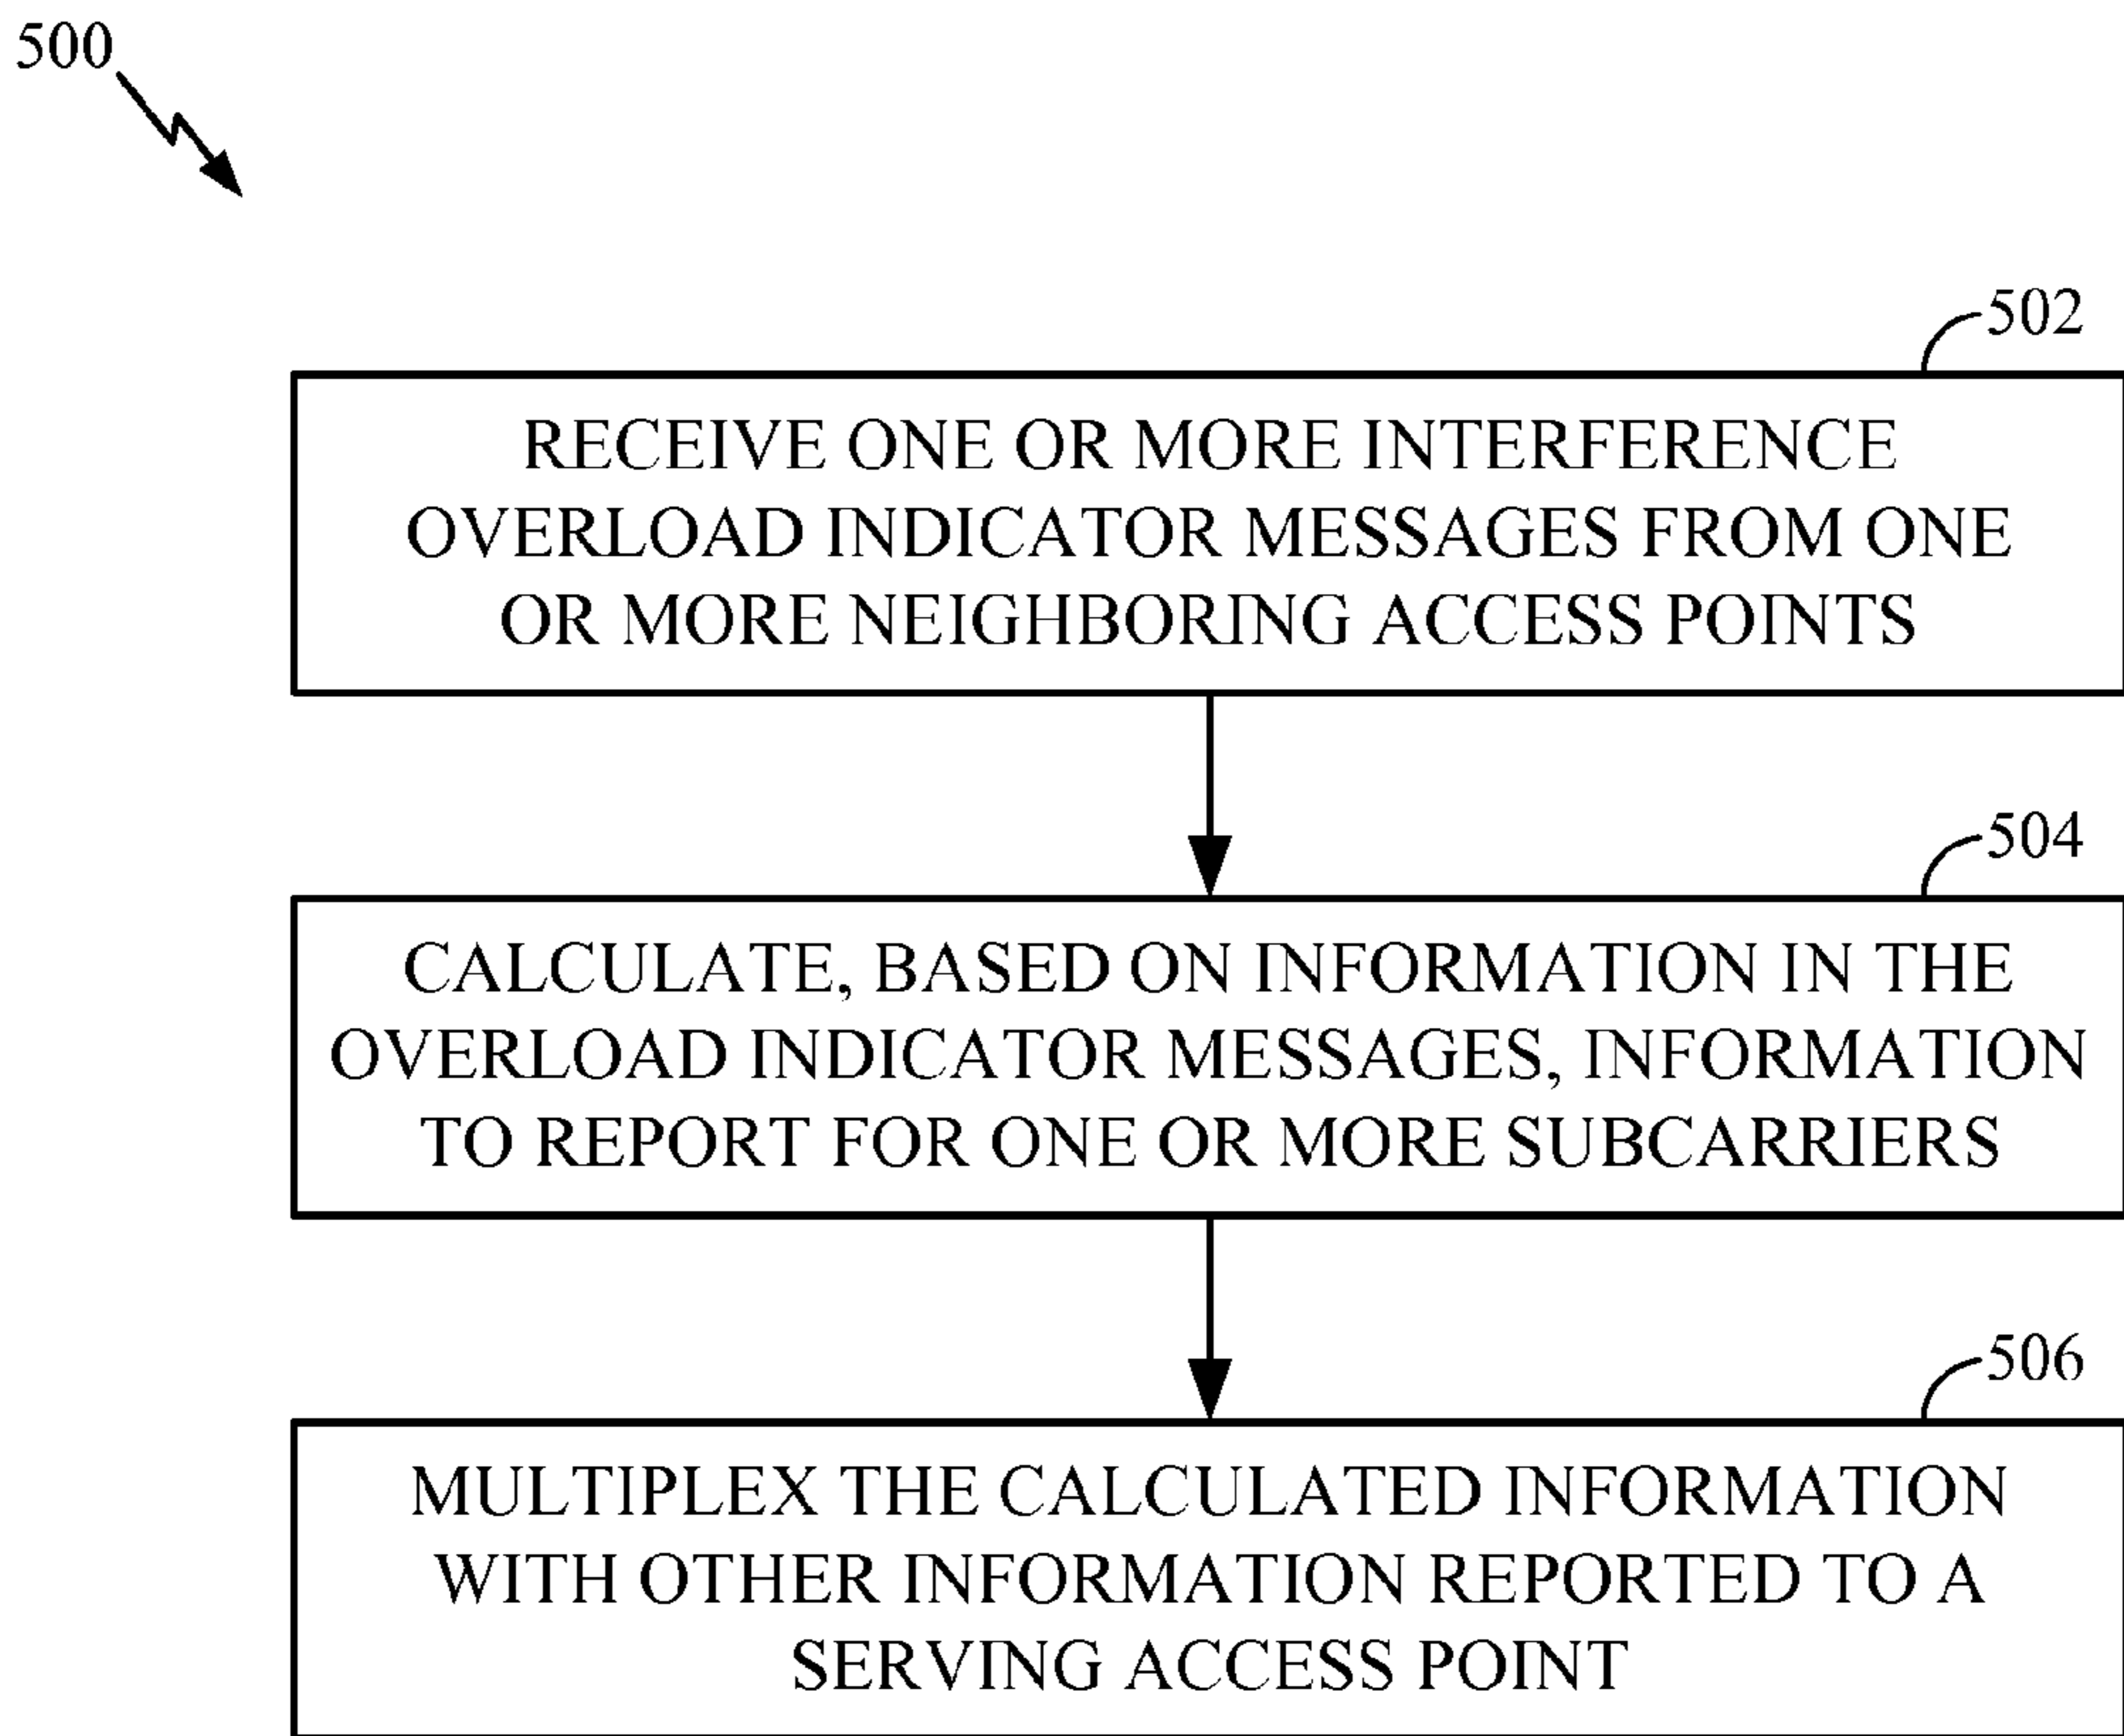 500
502
RECEIVE ONE OR MORE INTERFERENCE
OVERLOAD INDICATOR MESSAGES FROM ONE
OR MORE NEIGHBORING ACCESS POINTS
504
CALCULATE, BASED ON INFORMATION IN THE
OVERLOAD INDICATOR MESSAGES, INFORMATION
TO REPORT FOR ONE OR MORE SUBCARRIERS
506
MULTIPLEX THE CALCULATED INFORMATION
WITH OTHER INFORMATION REPORTED TO A
SERVING ACCESS POINT